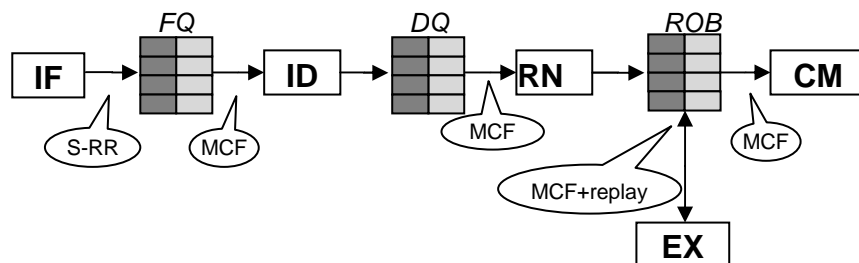 FQ
DQ
ROB
IF
ID
RN
CM
S-RR
MCF
MCF
MCF
MCF+replay
EX